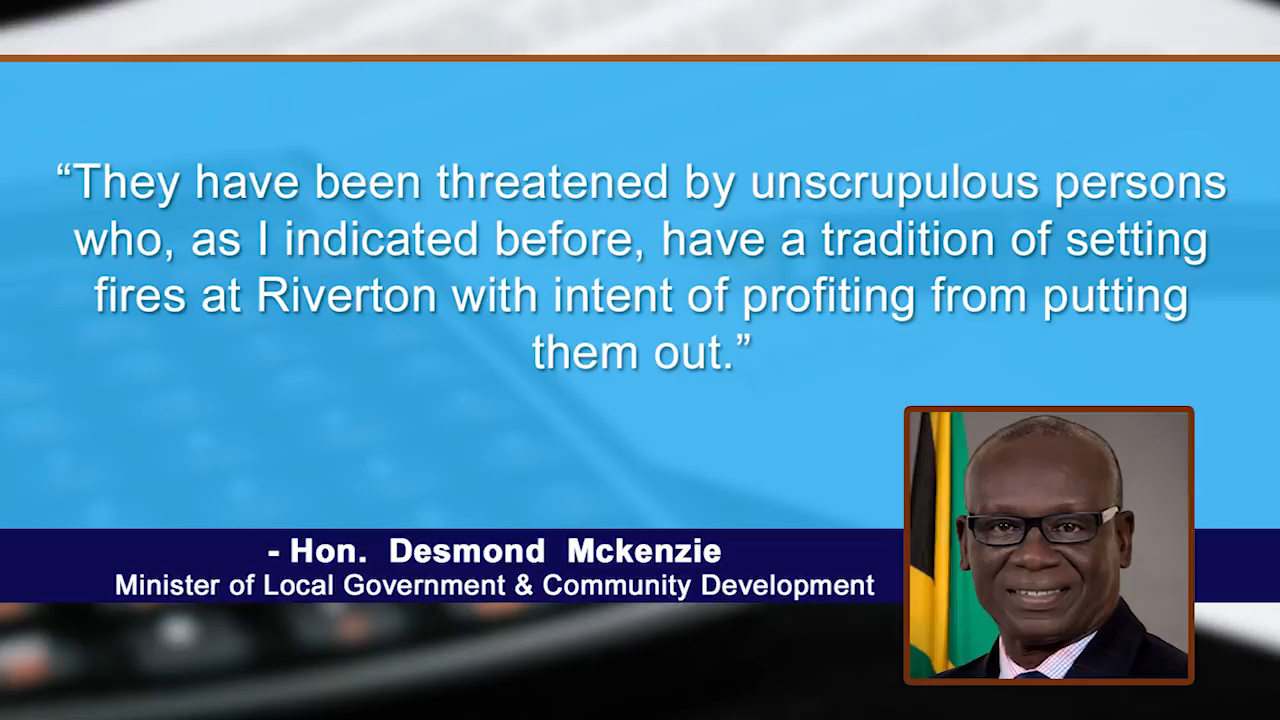 “They have been threatened by unscrupulous persons
who, as I indicated before, have a tradition of setting
fires at Riverton with intent of profiting from putting
them out.”
- Hon. Desmond Mckenzie
Minister of Local Government & Community Development